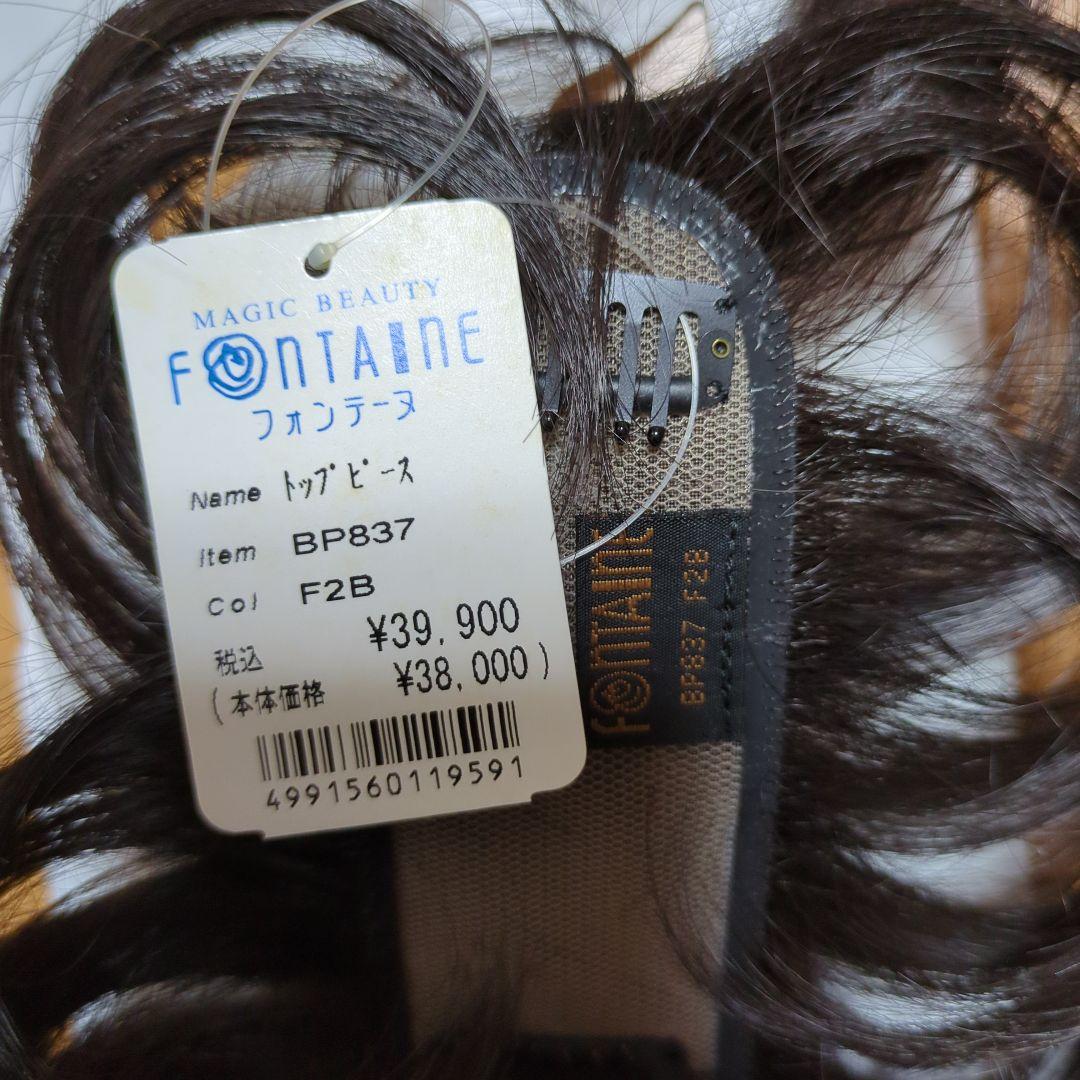 MAGIC BEAUTY
FONTAINE
フォンテーヌ
Name トップピース
Item BP837
Col F2B
税込 ¥39,900
(本体価格 ¥38,000)
4991560119591
FONTAINE
BP837 F2B